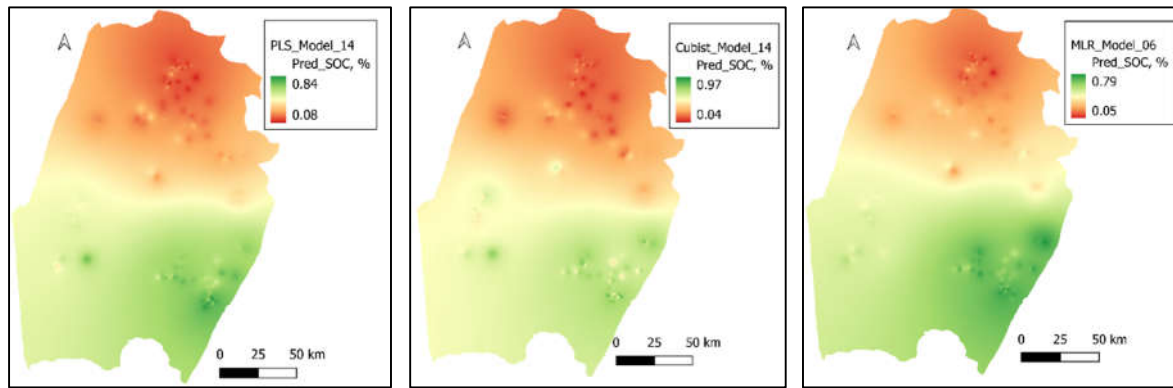 PLS_Model_14
Pred_SOC, %
0.84
0.08
0 25 50 km
Cubist_Model_14
Pred_SOC, %
0.97
0.04
0 25 50 km
MLR_Model_06
Pred_SOC, %
0.79
0.05
0 25 50 km